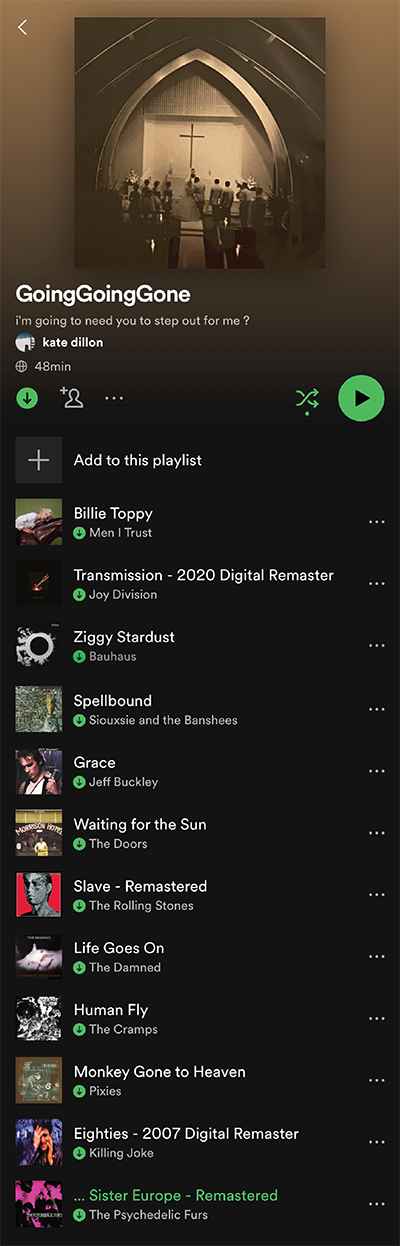 GoingGoingGone
i'm going to need you to step out for me ?
kate dillon
48min
Add to this playlist
Billie Toppy
Men I Trust
Transmission - 2020 Digital Remaster
Joy Division
Ziggy Stardust
Bauhaus
Spellbound
Siouxsie and the Banshees
Grace
Jeff Buckley
MORRISON HOTEL
Waiting for the Sun
The Doors
Slave - Remastered
The Rolling Stones
Life Goes On
The Damned
Human Fly
The Cramps
Monkey Gone to Heaven
Pixies
Eighties - 2007 Digital Remaster
Killing Joke
... Sister Europe - Remastered
The Psychedelic Furs